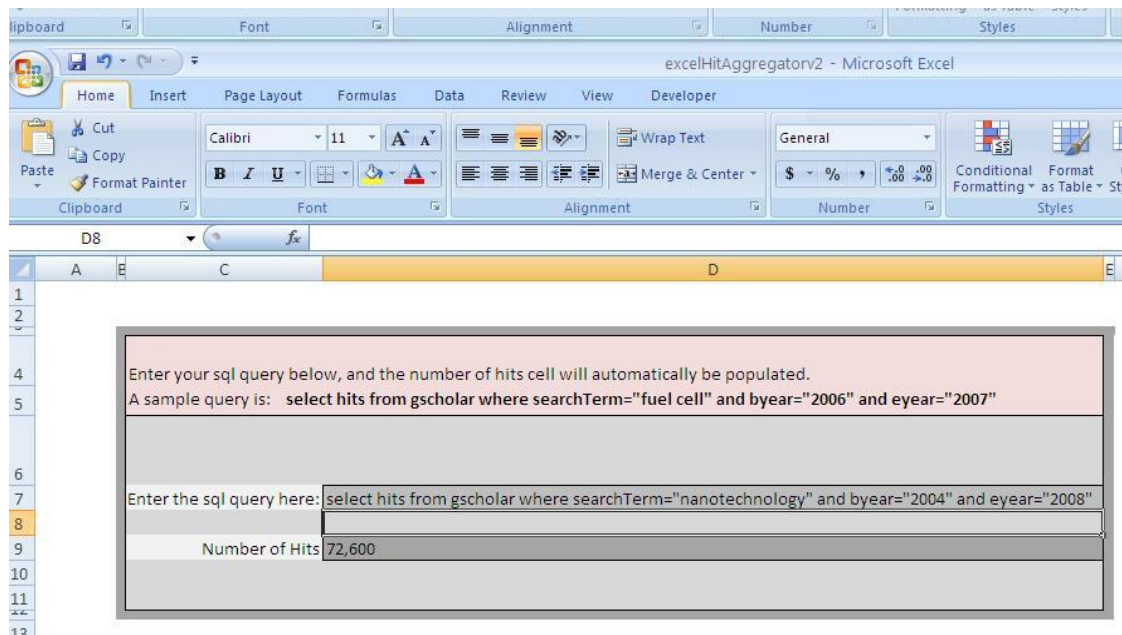 lipboard Font Alignment Number Styles
excelHitAggregatorv2 - Microsoft Excel
Home Insert Page Layout Formulas Data Review View Developer
Cut
Copy
Format Painter
Paste
Calibri 11 A A Wrap Text General
B I U A Merge & Center $ % , .00 .0
Conditional Formatting
Format as Table
St
Clipboard Font Alignment Number Styles
D8 fx
A B C D E
1
2
4 Enter your sql query below, and the number of hits cell will automatically be populated.
5 A sample query is: select hits from gscholar where searchTerm="fuel cell" and byear="2006" and eyear="2007"
6
7 Enter the sql query here: select hits from gscholar where searchTerm="nanotechnology" and byear="2004" and eyear="2008"
8
9 Number of Hits 72,600
10
11